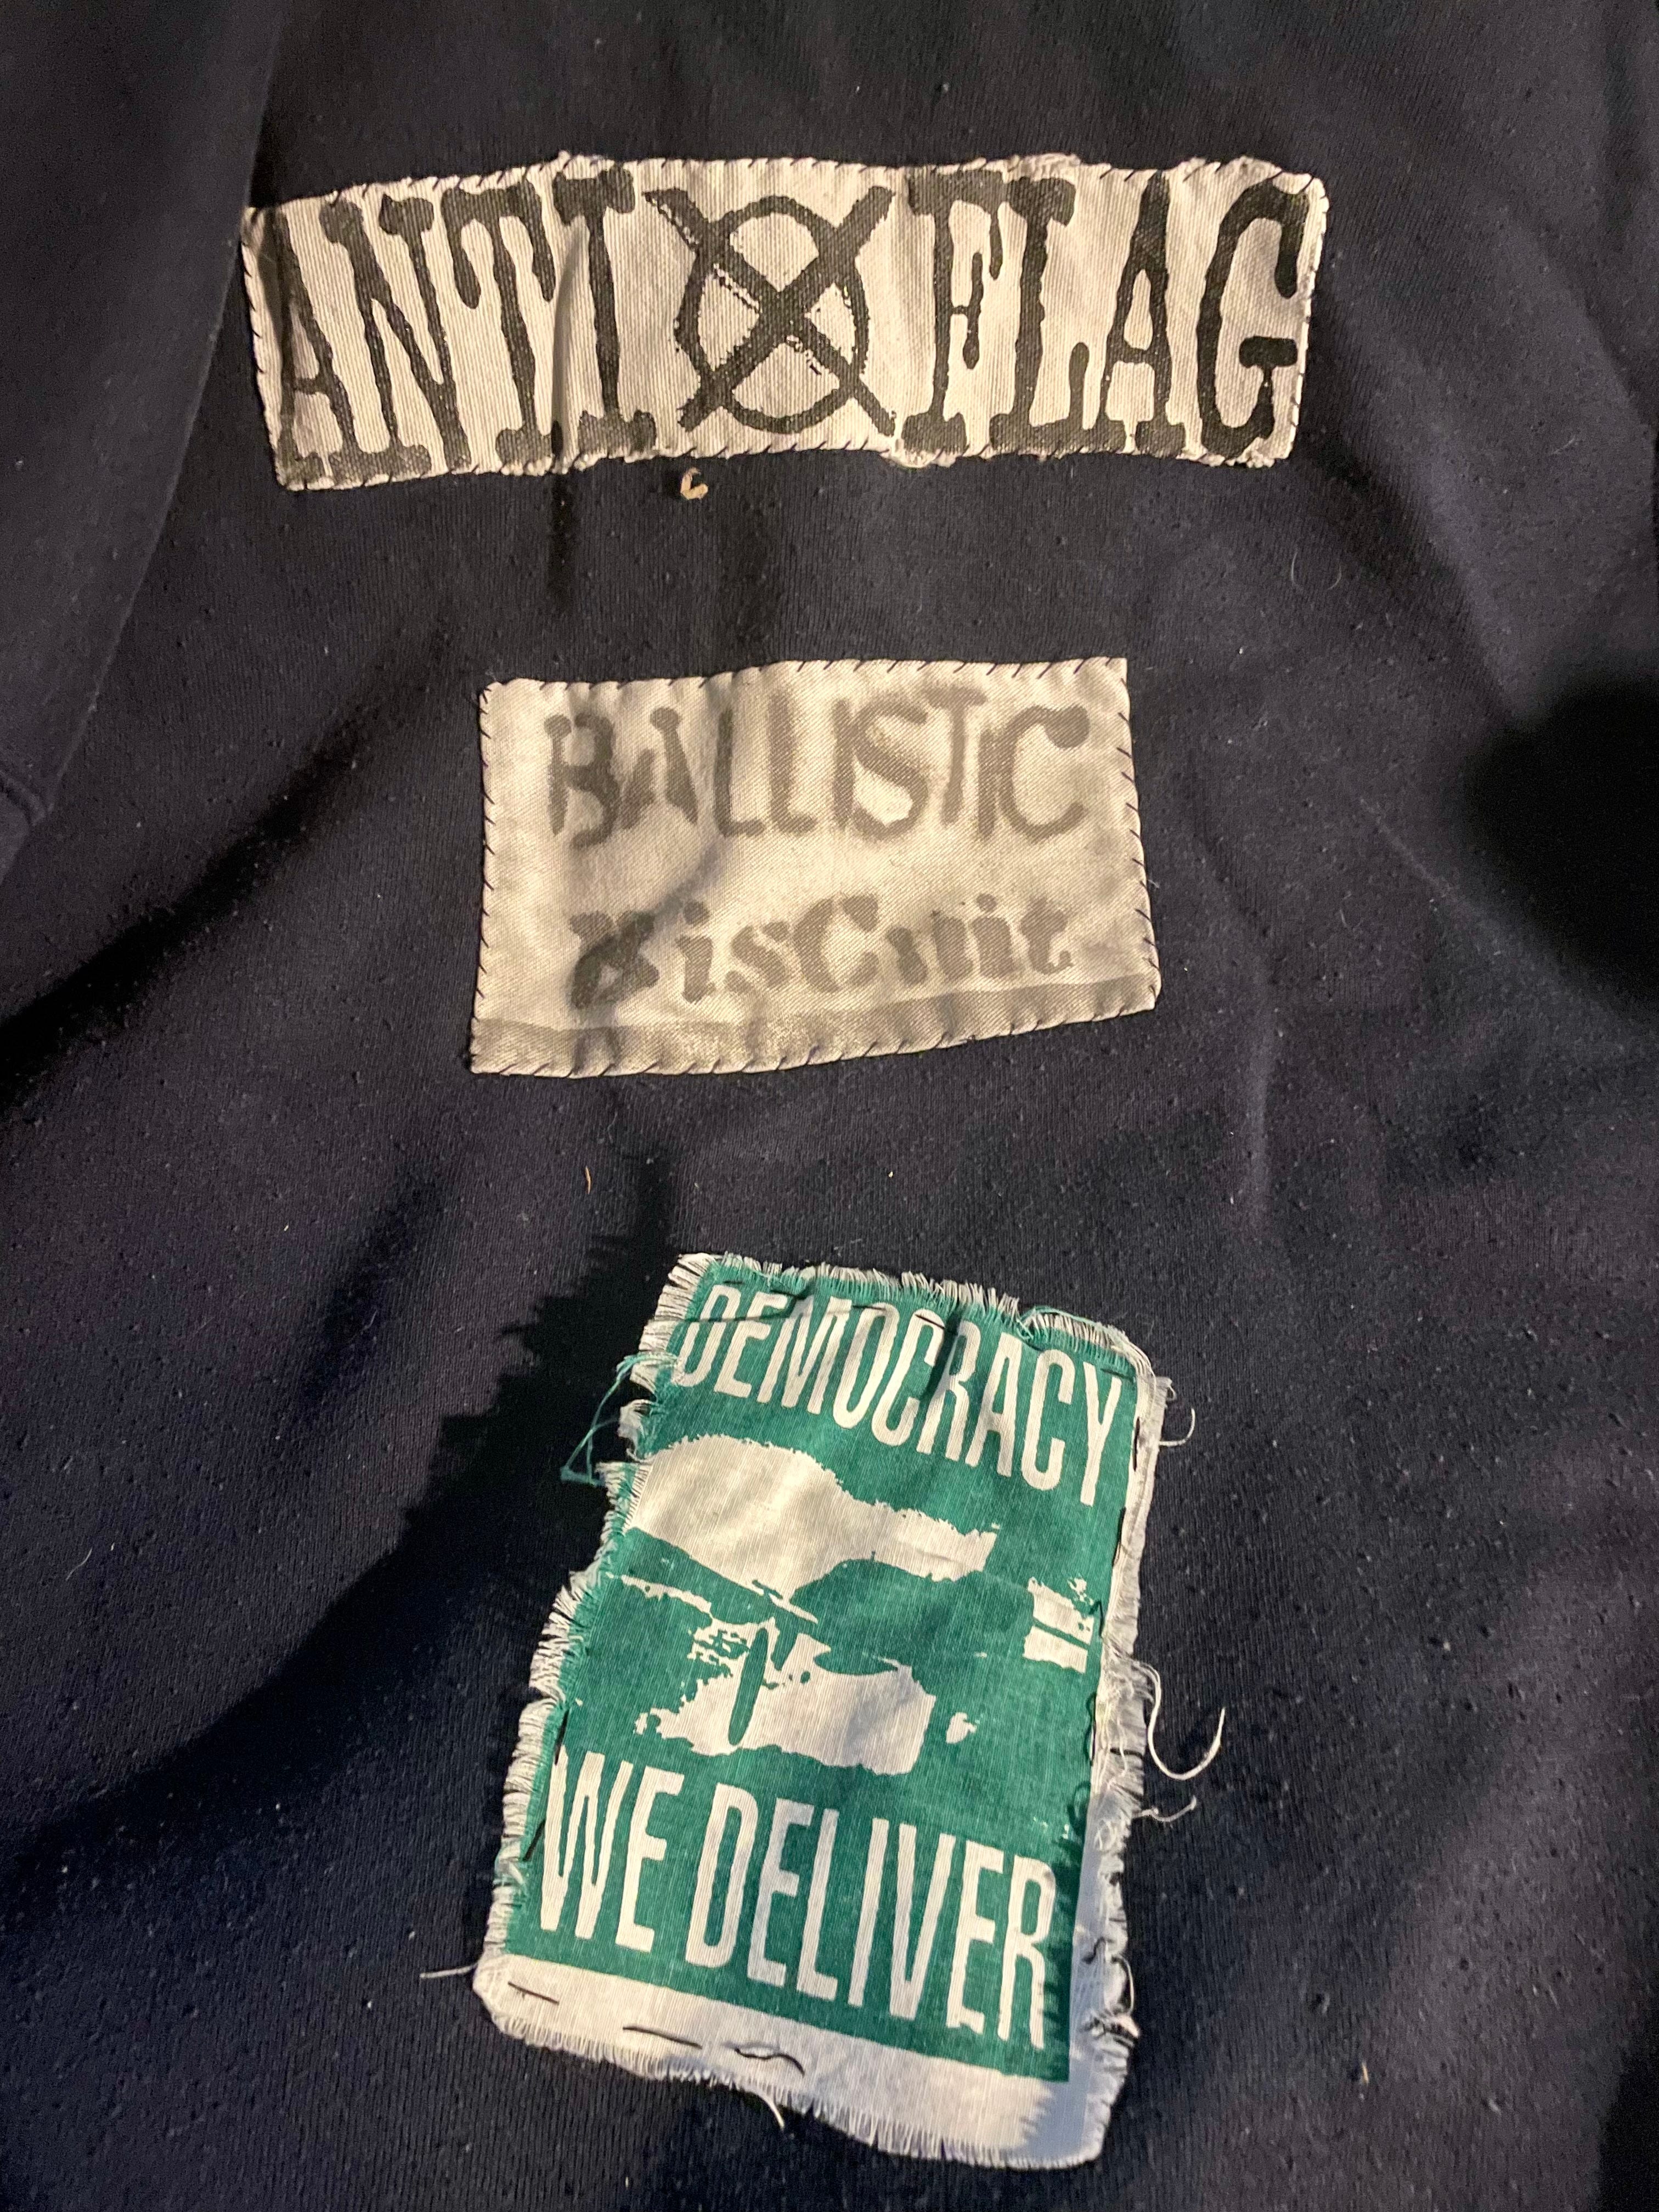 ANTI FLAG
BALLISTIC
BisCuit
DEMOCRACY
WE DELIVER